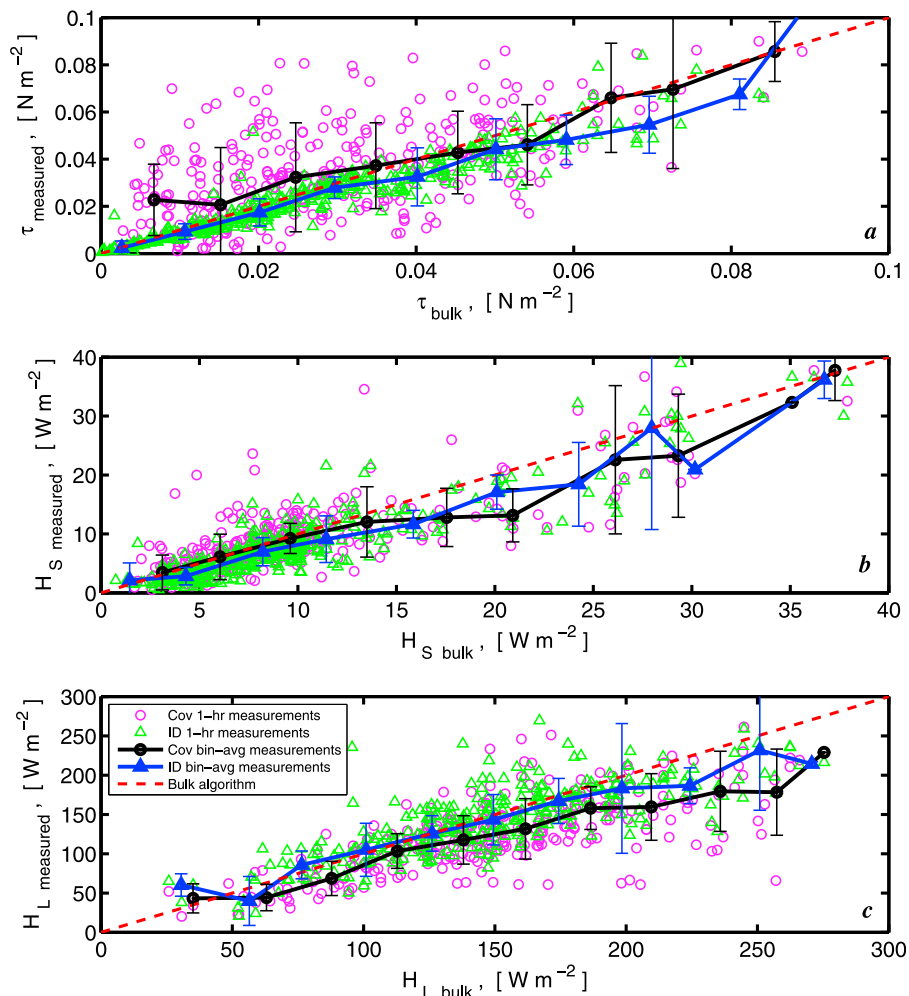 0.1
0.08
0.06
0.04
0.02
0
τ measured , [ N m−2 ]
0 0.02 0.04 0.06 0.08 0.1
τ bulk , [ N m−2 ]
a
40
30
20
10
0
H S measured , [ W m−2 ]
0 5 10 15 20 25 30 35 40
H S bulk , [ W m−2 ]
b
300
250
200
150
100
50
0
H L measured , [ W m−2 ]
Cov 1−hr measurements
ID 1−hr measurements
Cov bin−avg measurements
ID bin−avg measurements
Bulk algorithm
c
0 50 100 150 200 250 300
H L bulk , [ W m−2 ]